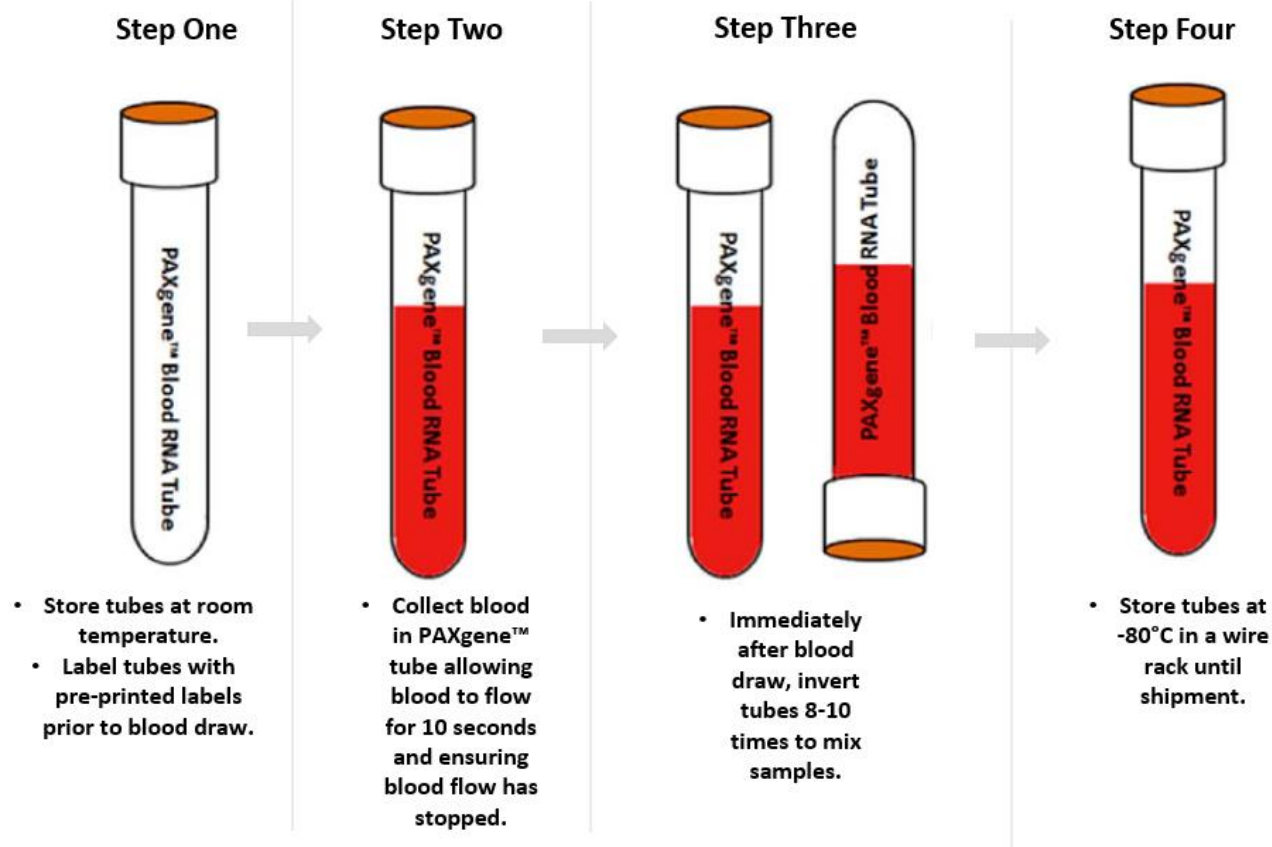 Step One
PAXgene™ Blood RNA Tube
• Store tubes at room
temperature.
• Label tubes with
pre-printed labels
prior to blood draw.
Step Two
PAXgene™ Blood RNA Tube
• Collect blood
in PAXgene™
tube allowing
blood to flow
for 10 seconds
and ensuring
blood flow has
stopped.
Step Three
PAXgene™ Blood RNA Tube
PAXgene™ Blood RNA Tube
• Immediately
after blood
draw, invert
tubes 8-10
times to mix
samples.
Step Four
PAXgene™ Blood RNA Tube
• Store tubes at
-80°C in a wire
rack until
shipment.